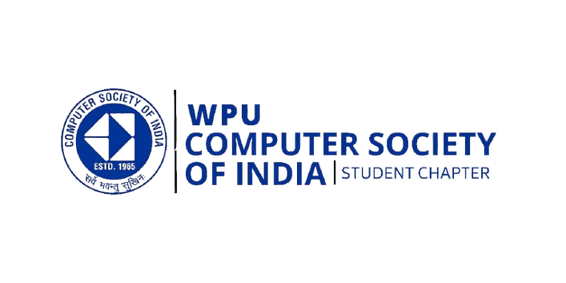 COMPUTER SOCIETY OF INDIA
ESTD. 1965
सर्वे भवन्तु सुखिनः
WPU
COMPUTER SOCIETY
OF INDIA | STUDENT CHAPTER